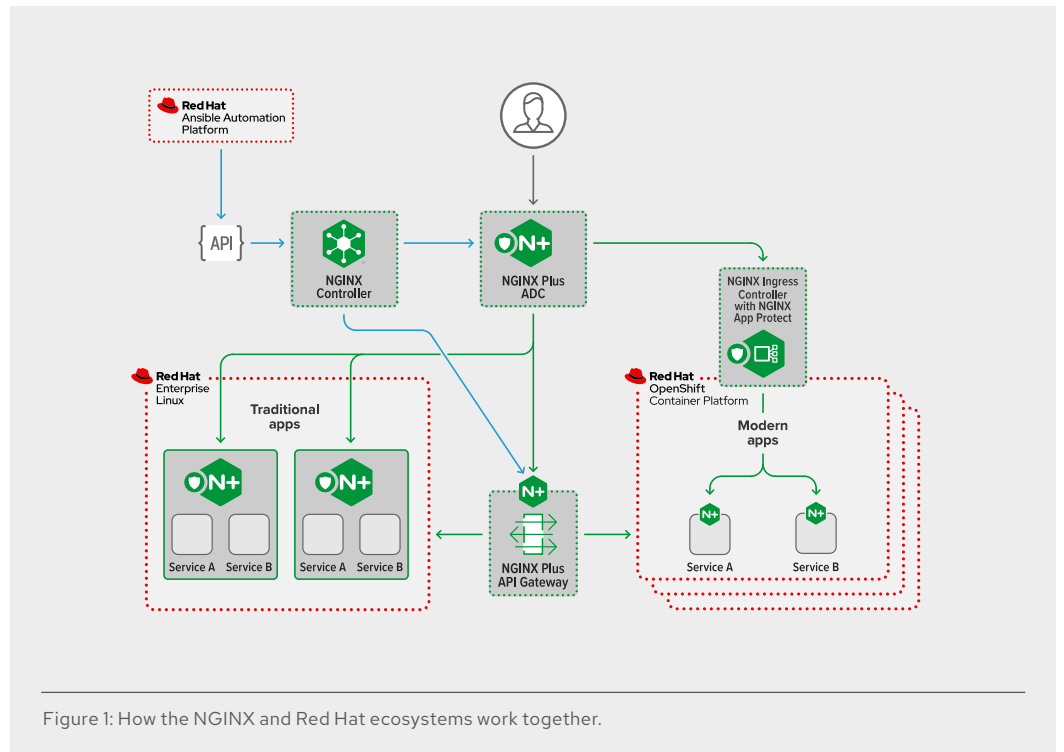 Red Hat
Ansible Automation
Platform
{API}
NGINX
Controller
N+
NGINX Plus
ADC
NGINX Ingress
Controller
with NGINX
App Protect
Red Hat
Enterprise
Linux
Traditional
apps
N+
Service A
Service B
N+
Service A
Service B
N+
NGINX Plus
API Gateway
Red Hat
OpenShift
Container Platform
Modern
apps
N+
Service A
N+
Service B
Figure 1: How the NGINX and Red Hat ecosystems work together.